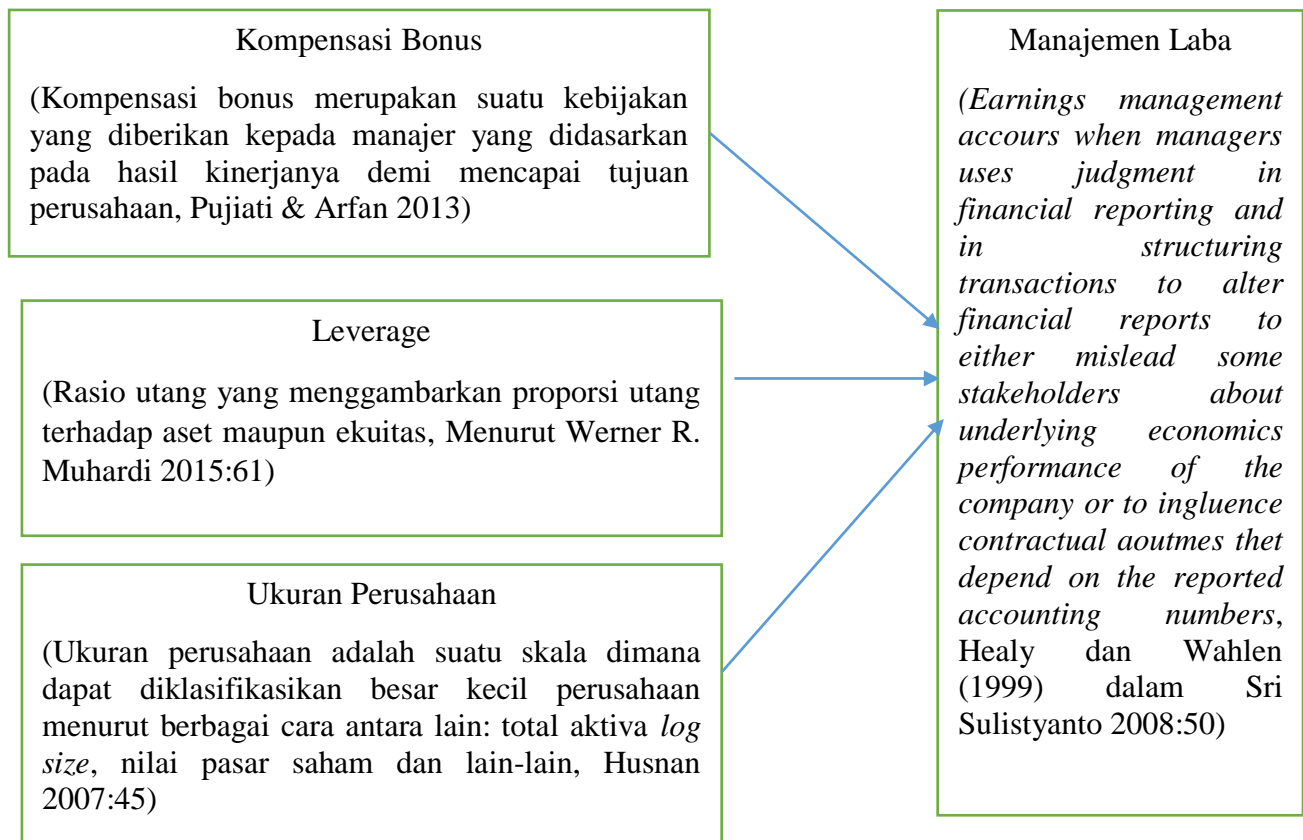 Kompensasi Bonus
(Kompensasi bonus merupakan suatu kebijakan
yang diberikan kepada manajer yang didasarkan
pada hasil kinerjanya demi mencapai tujuan
perusahaan, Pujiati & Arfan 2013)
Leverage
(Rasio utang yang menggambarkan proporsi utang
terhadap aset maupun ekuitas, Menurut Werner R.
Muhardi 2015:61)
Ukuran Perusahaan
(Ukuran perusahaan adalah suatu skala dimana
dapat diklasifikasikan besar kecil perusahaan
menurut berbagai cara antara lain: total aktiva log
size, nilai pasar saham dan lain-lain, Husnan
2007:45)
Manajemen Laba
(Earnings management
accours when managers
uses judgment in
financial reporting and
in structuring
transactions to alter
financial reports to
either mislead some
stakeholders about
underlying economics
performance of the
company or to ingluence
contractual aoutmes thet
depend on the reported
accounting numbers,
Healy dan Wahlen
(1999) dalam Sri
Sulistyanto 2008:50)